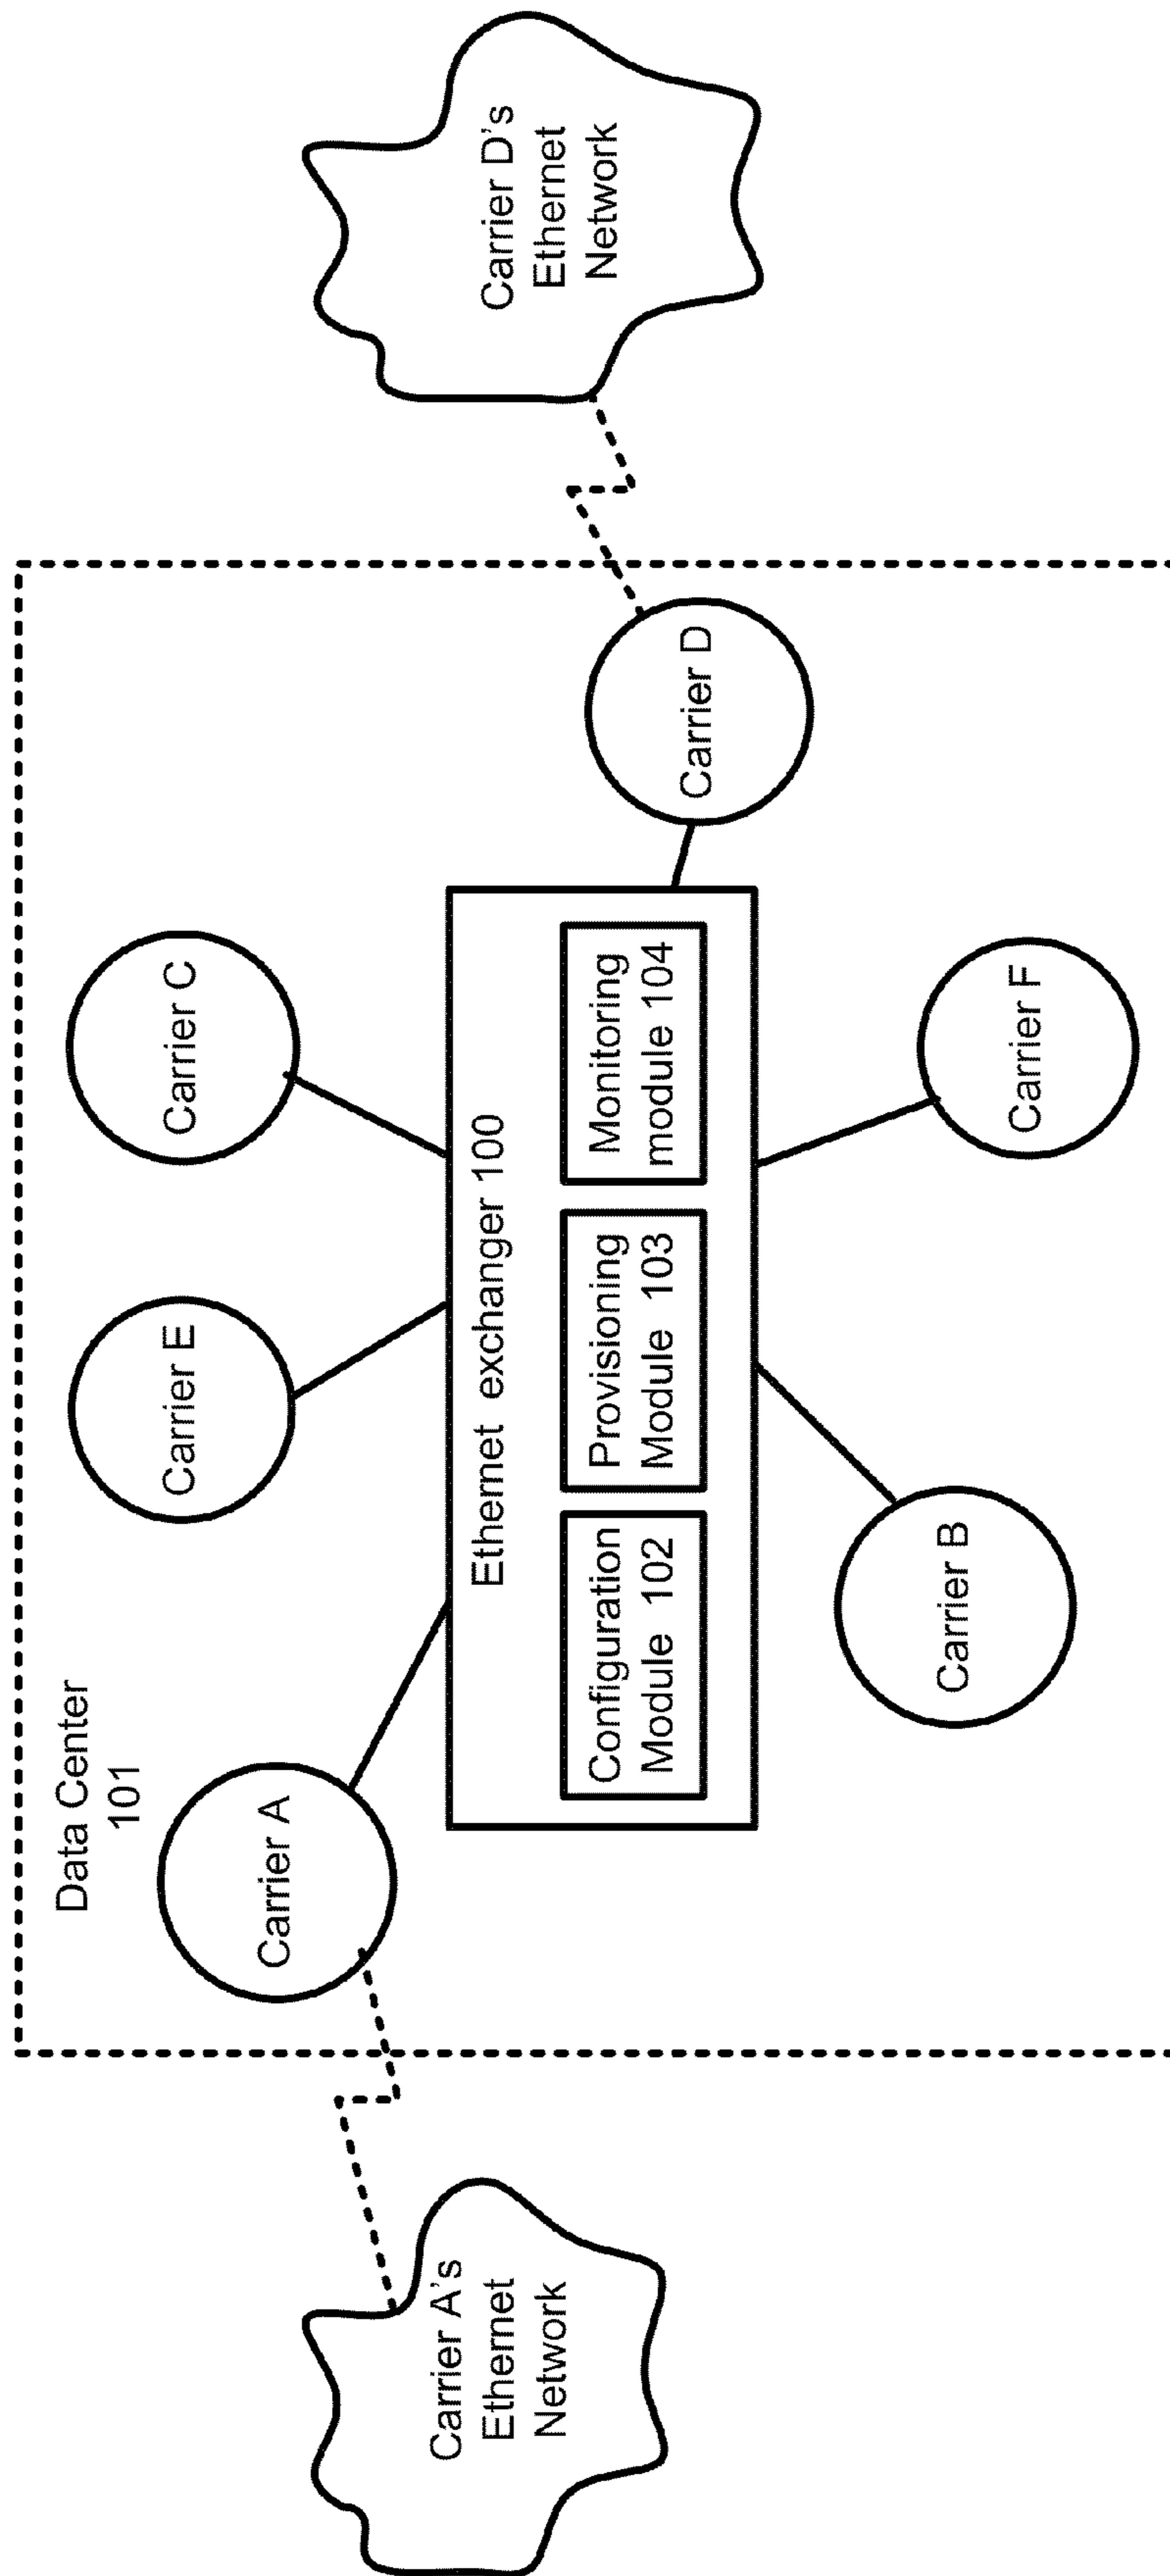 Data Center
101
Carrier A
Carrier E
Carrier C
Carrier A's
Ethernet
Network
Ethernet exchanger 100
Configuration
Module 102
Provisioning
Module 103
Monitoring
module 104
Carrier D
Carrier D's
Ethernet
Network
Carrier B
Carrier F